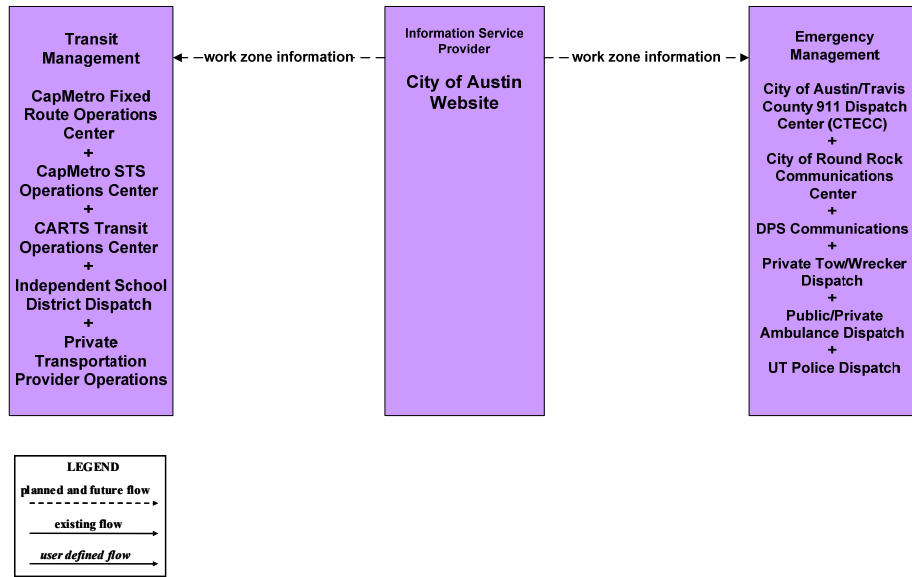 Transit
Management
CapMetro Fixed
Route Operations
Center
+
CapMetro STS
Operations Center
+
CARTS Transit
Operations Center
+
Independent School
District Dispatch
+
Private
Transportation
Provider Operations
work zone information
Information Service
Provider
City of Austin
Website
work zone information
Emergency
Management
City of Austin/Travis
County 911 Dispatch
Center (CTECC)
+
City of Round Rock
Communications
Center
+
DPS Communications
+
Private Tow/Wrecker
Dispatch
+
Public/Private
Ambulance Dispatch
+
UT Police Dispatch
LEGEND
planned and future flow
existing flow
user defined flow